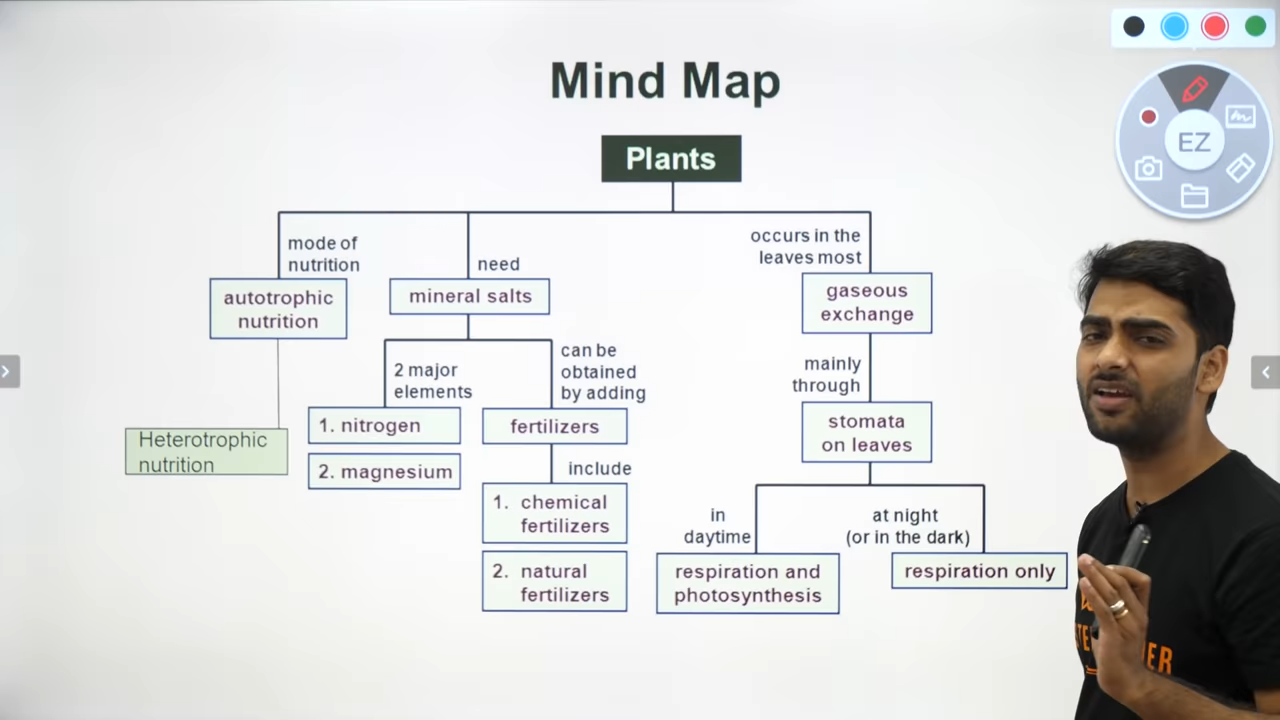 Mind Map
EZ
Plants
mode of
nutrition
need
occurs in the
leaves most
autotrophic
nutrition
mineral salts
gaseous
exchange
2 major
elements
can be
obtained
by adding
mainly
through
1. nitrogen
2. magnesium
fertilizers
stomata
on leaves
Heterotrophic
nutrition
include
1. chemical
fertilizers
2. natural
fertilizers
in
daytime
at night
(or in the dark)
respiration and
photosynthesis
respiration only